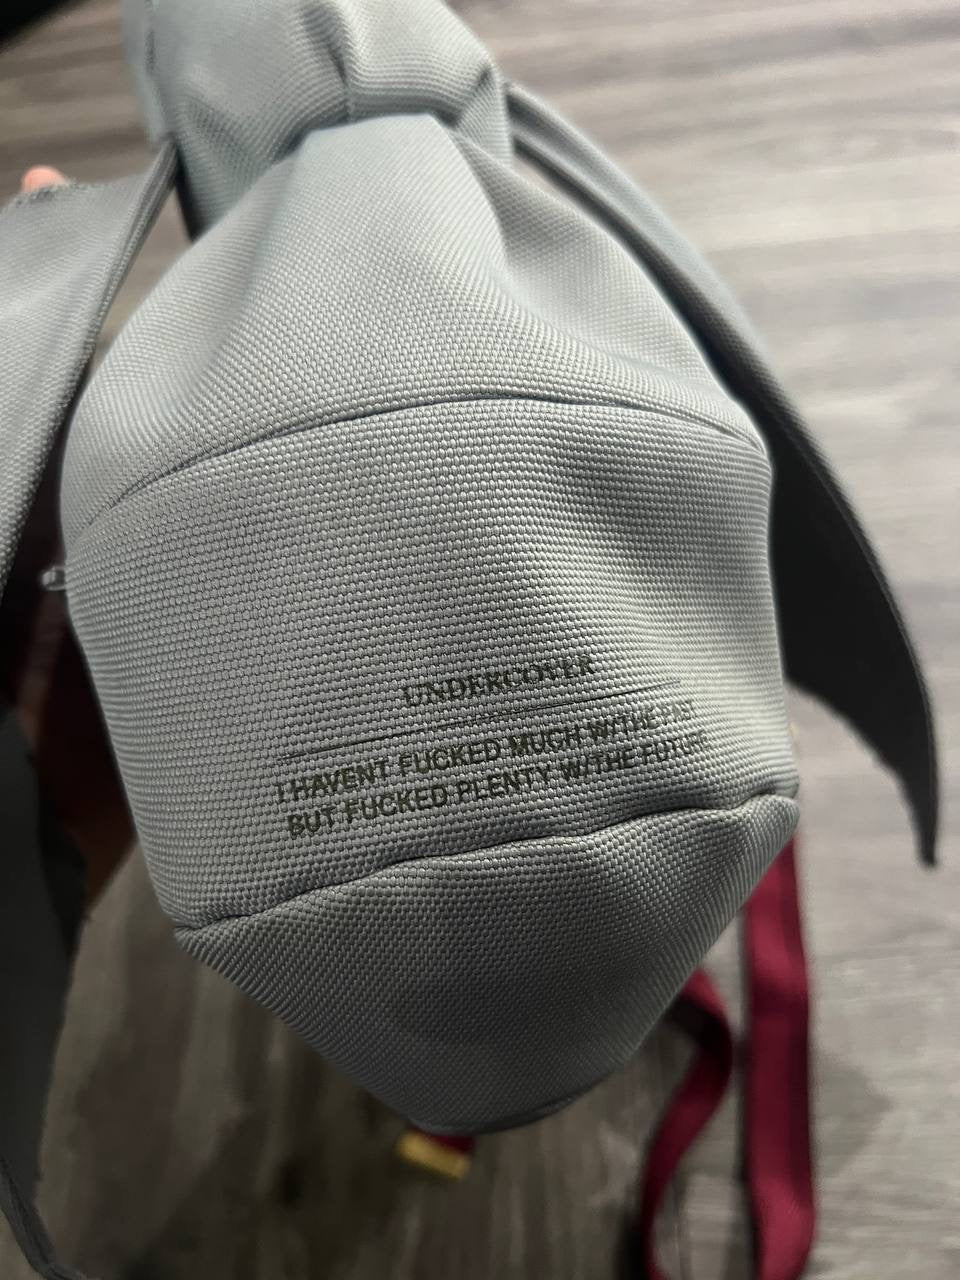 UNDERCOVER
I HAVENT FUCKED MUCH W/THE PAST
BUT FUCKED PLENTY W/THE FUTURE